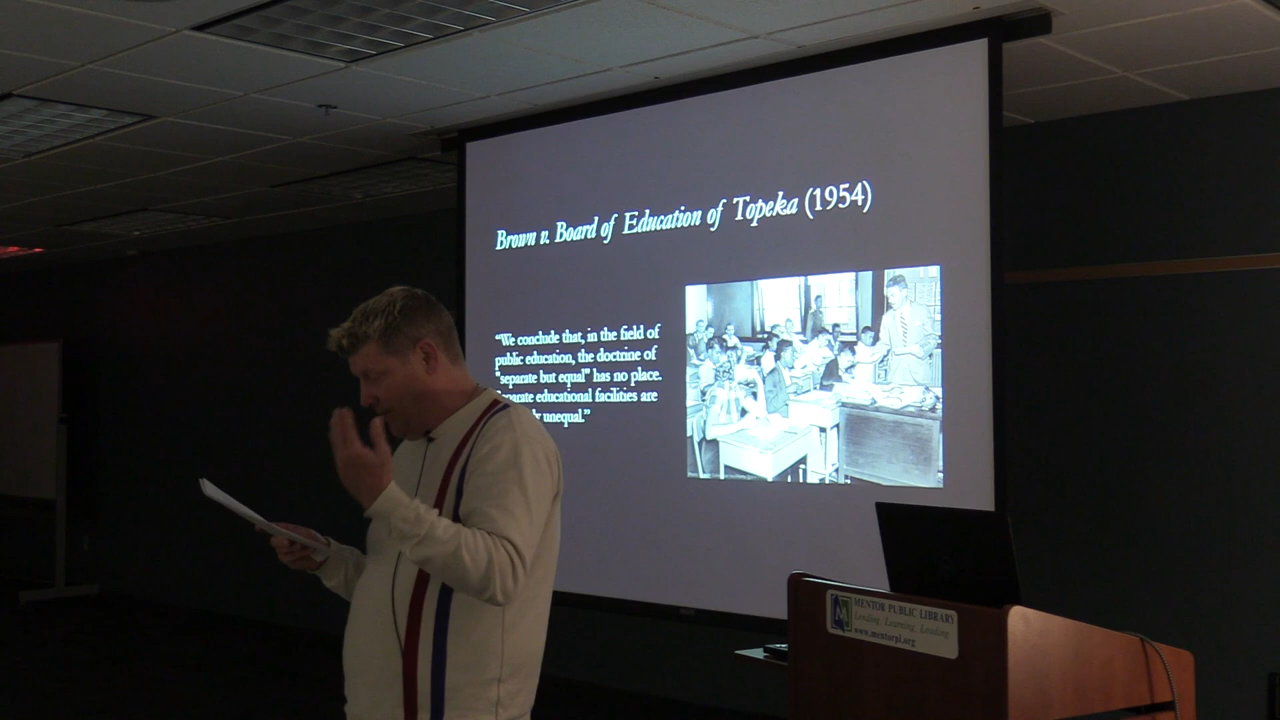 Brown v. Board of Education of Topeka (1954)
“We conclude that, in the field of
public education, the doctrine of
"separate but equal" has no place.
educational facilities are
unequal.”
MENTOR PUBLIC LIBRARY
Lending, Learning, Leading
www.mentorpl.org